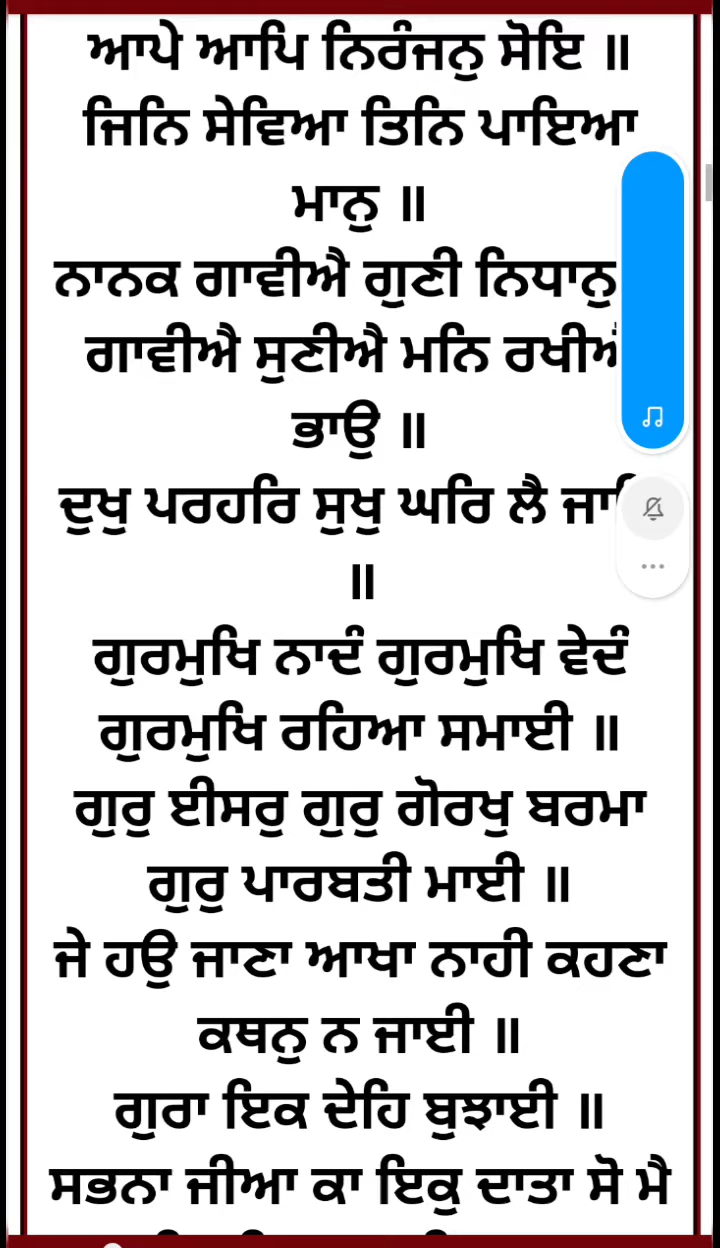 ਆਪੇ ਆਪਿ ਨਿਰੰਜਨੁ ਸੋਇ ॥
ਜਿਨਿ ਸੇਵਿਆ ਤਿਨਿ ਪਾਇਆ
ਮਾਨੁ ॥
ਨਾਨਕ ਗਾਵੀਐ ਗੁਣੀ ਨਿਧਾਨੁ
ਗਾਵੀਐ ਸੁਣੀਐ ਮਨਿ
ਭਾਉ ॥
ਦੁਖੁ ਪਰਹਰਿ ਸੁਖੁ ਘਰਿ ਲੈ
॥
ਗੁਰਮੁਖਿ ਨਾਦੰ ਗੁਰਮੁਖਿ ਵੇਦੰ
ਗੁਰਮੁਖਿ ਰਹਿਆ ਸਮਾਈ ॥
ਗੁਰੁ ਈਸਰੁ ਗੁਰੁ ਗੋਰਖੁ ਬਰਮਾ
ਗੁਰੁ ਪਾਰਬਤੀ ਮਾਈ ॥
ਜੇ ਹਉ ਜਾਣਾ ਆਖਾ ਨਾਹੀ ਕਹਣਾ
ਕਥਨੁ ਨ ਜਾਈ ॥
ਗੁਰਾ ਇਕ ਦੇਹਿ ਬੁਝਾਈ ॥
ਸਭਨਾ ਜੀਆ ਕਾ ਇਕੁ ਦਾਤਾ ਸੋ ਮੈ